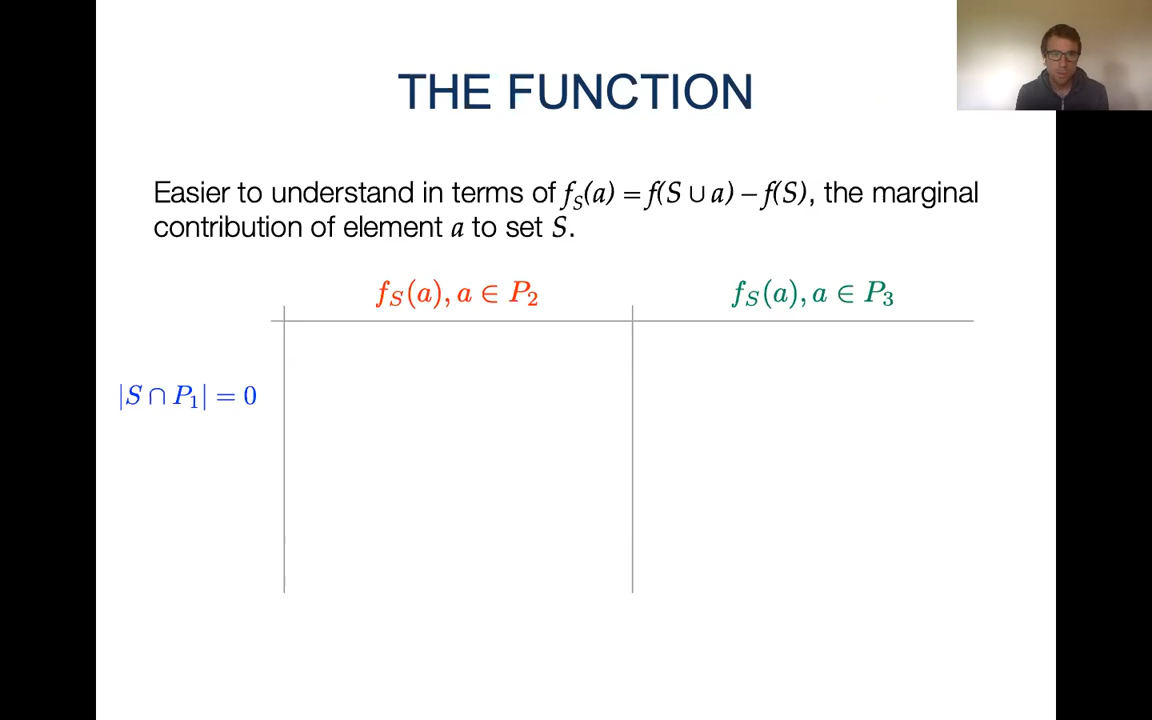 THE FUNCTION
Easier to understand in terms of f_S(a) = f(S ∪ a) – f(S), the marginal
contribution of element a to set S.
f_S(a), a ∈ P_2
f_S(a), a ∈ P_3
|S ∩ P_1| = 0